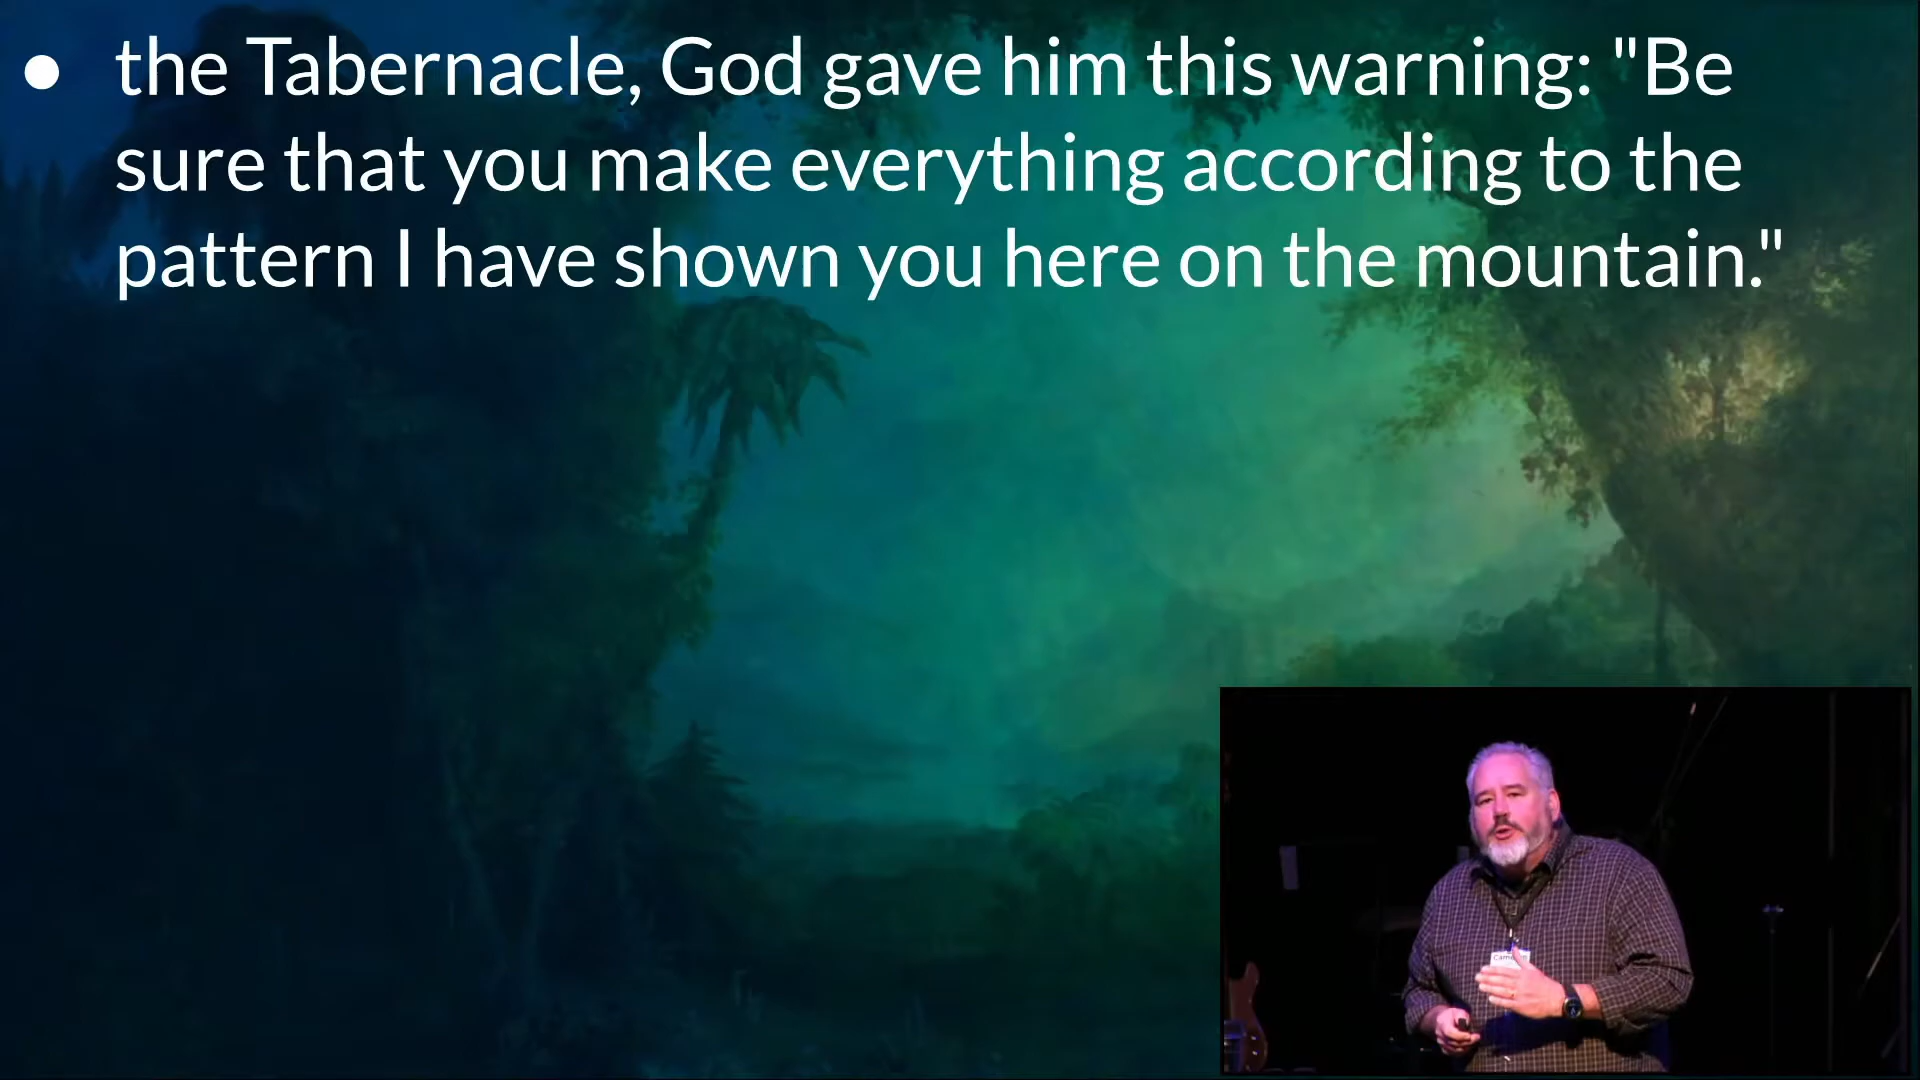 ● the Tabernacle, God gave him this warning: "Be
sure that you make everything according to the
pattern I have shown you here on the mountain."